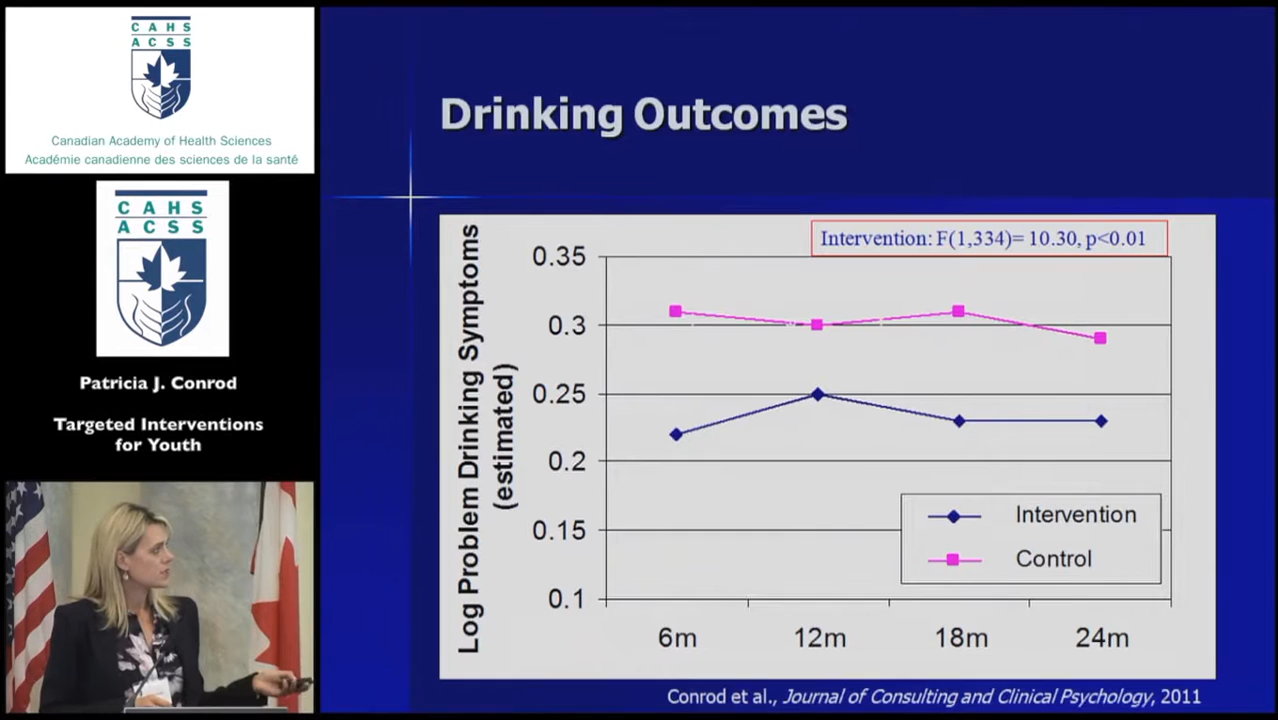 CAHS
ACSS
Canadian Academy of Health Sciences
Académie canadienne des sciences de la santé
CAHS
ACSS
Patricia J. Conrod
Targeted Interventions
for Youth
Drinking Outcomes
Intervention: F(1,334)= 10.30, p<0.01
Log Problem Drinking Symptoms
(estimated)
0.35
0.3
0.25
0.2
0.15
0.1
6m 12m 18m 24m
Intervention
Control
Conrod et al., Journal of Consulting and Clinical Psychology, 2011